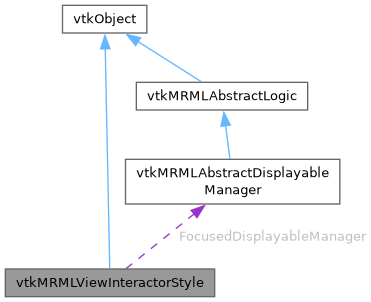 vtkObject
vtkMRMLAbstractLogic
vtkMRMLAbstractDisplayable
Manager
FocusedDisplayableManager
vtkMRMLViewInteractorStyle